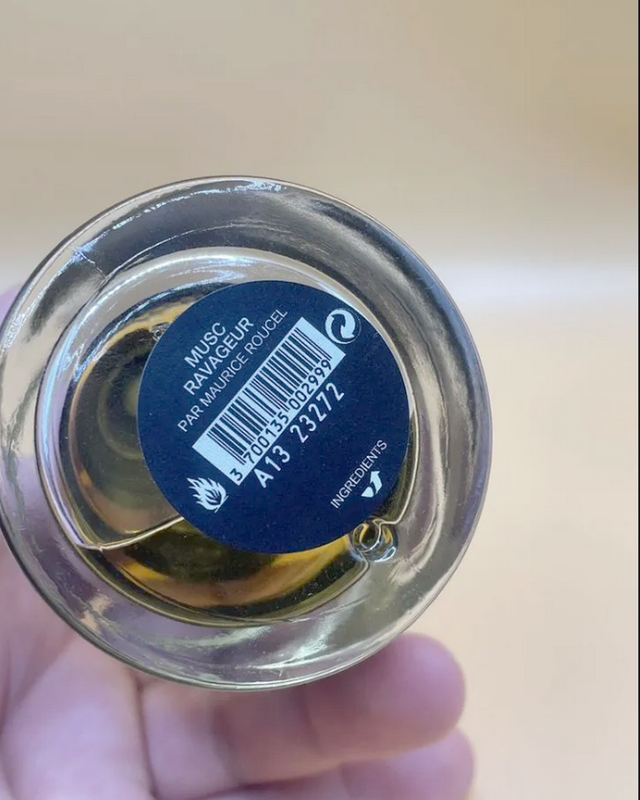 MUSC
RAVAGEUR
PAR MAURICE ROUCEL
3 700135 002999
A13 23272
INGREDIENTS